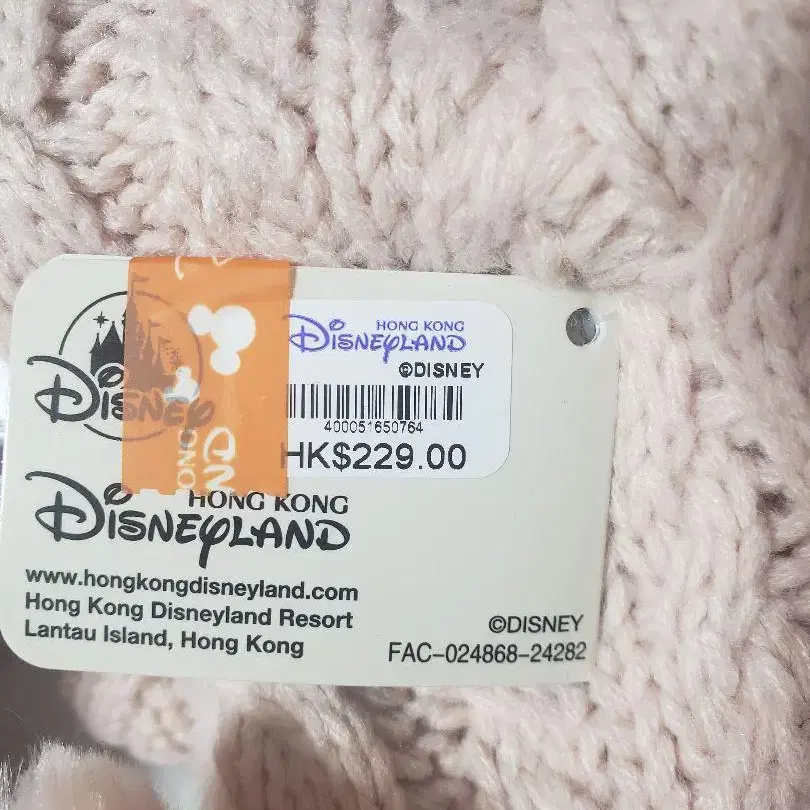 HONG KONG
DISNEYLAND
©DISNEY
400051650764
HK$229.00
DISNEY
HONG KONG
DISNEYLAND
www.hongkongdisneyland.com
Hong Kong Disneyland Resort
Lantau Island, Hong Kong
©DISNEY
FAC-024868-24282